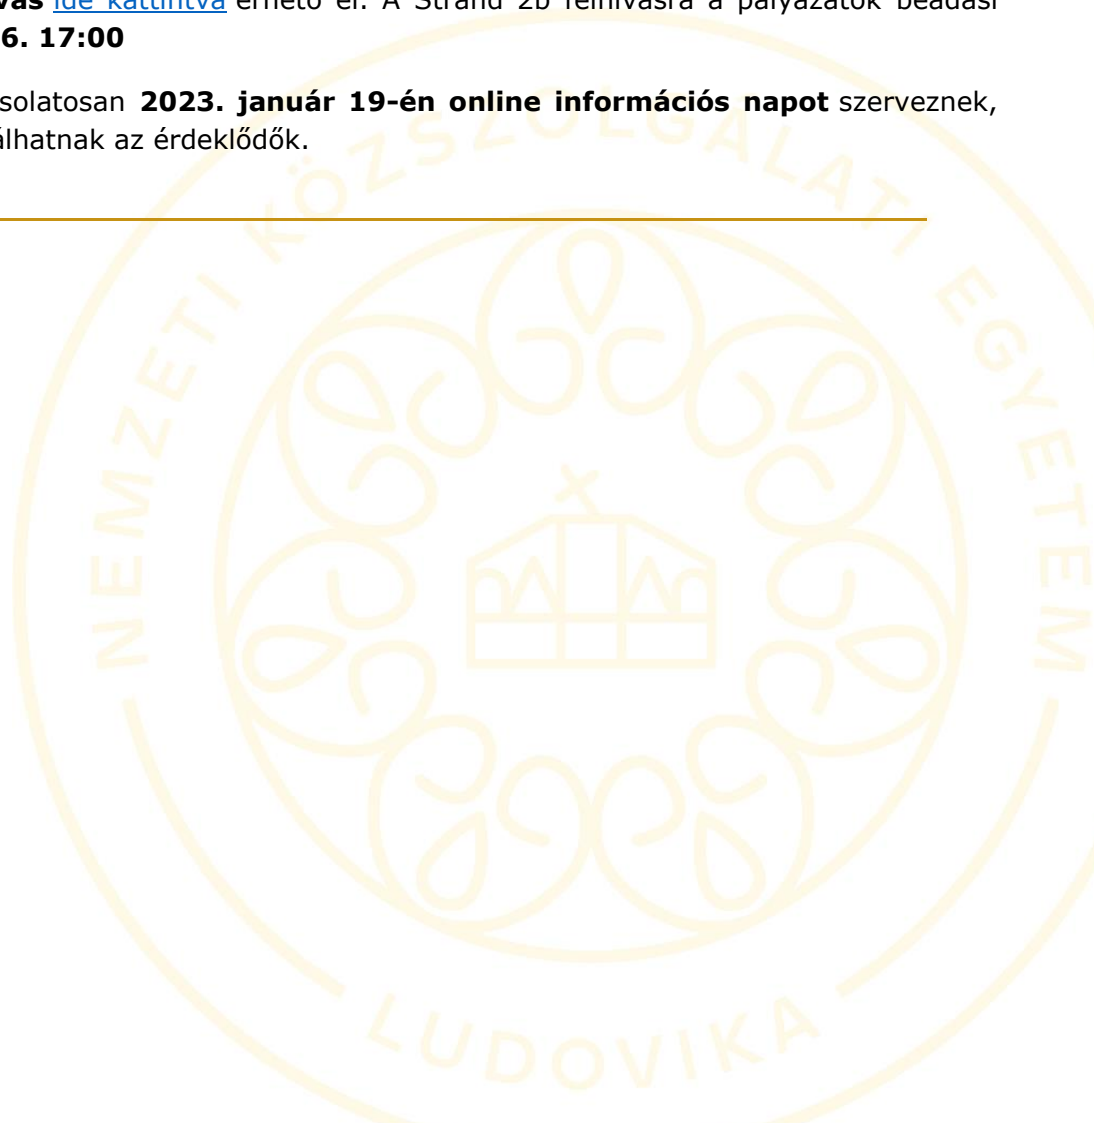 vás ide kattintva érhető el. A Strand 2b felhívásra a pályázatok beadási
6. 17:00
solatosan 2023. január 19-én online információs napot szerveznek,
álhatnak az érdeklődők.
NEMZETI KÖZSZOLGÁLATI EGYETEM
LUDOVIKA